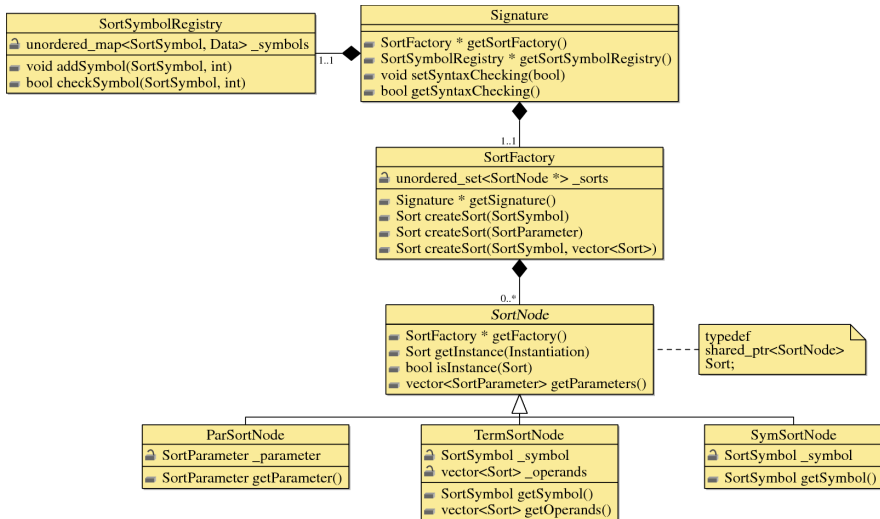 SortSymbolRegistry
unordered_map<SortSymbol, Data> _symbols
void addSymbol(SortSymbol, int)
bool checkSymbol(SortSymbol, int)
1..1
Signature
SortFactory * getSortFactory()
SortSymbolRegistry * getSortSymbolRegistry()
void setSyntaxChecking(bool)
bool getSyntaxChecking()
1..1
SortFactory
unordered_set<SortNode *> _sorts
Signature * getSignature()
Sort createSort(SortSymbol)
Sort createSort(SortParameter)
Sort createSort(SortSymbol, vector<Sort>)
0..*
SortNode
SortFactory * getFactory()
Sort getInstance(Instantiation)
bool isInstance(Sort)
vector<SortParameter> getParameters()
typedef
shared_ptr<SortNode>
Sort;
ParSortNode
SortParameter _parameter
SortParameter getParameter()
TermSortNode
SortSymbol _symbol
vector<Sort> _operands
SortSymbol getSymbol()
vector<Sort> getOperands()
SymSortNode
SortSymbol _symbol
SortSymbol getSymbol()